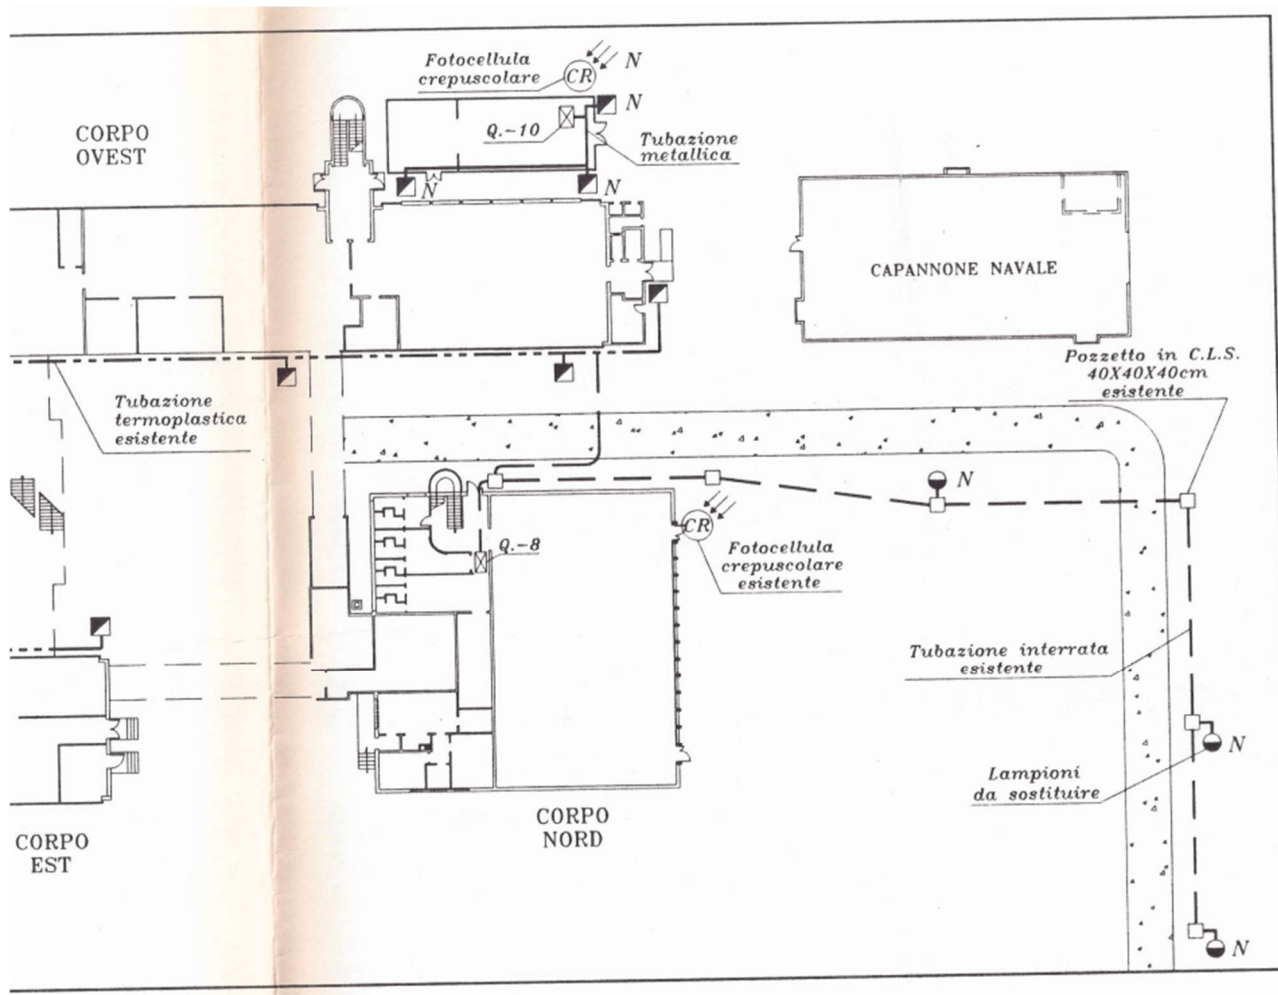 Fotocellula
crepuscolare
CR
N
CORPO
OVEST
Q.-10
N
Tubazione
metallica
N
N
CAPANNONE NAVALE
Pozzetto in C.L.S.
40X40X40cm
esistente
Tubazione
termoplastica
esistente
N
CR
Q.-8
Fotocellula
crepuscolare
esistente
Tubazione interrata
esistente
N
Lampioni
da sostituire
CORPO
NORD
CORPO
EST
N